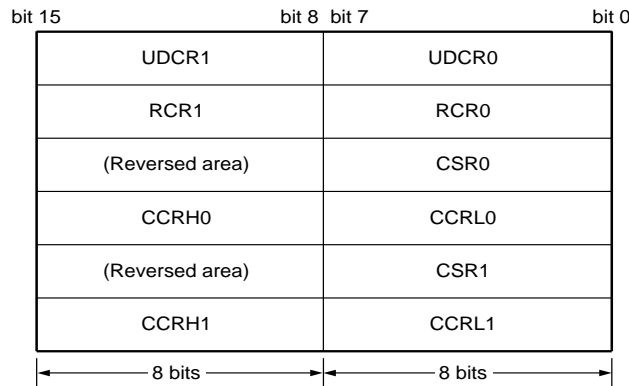 bit 15 bit 8 bit 7 bit 0
UDCR1 UDCR0
RCR1 RCR0
(Reversed area) CSR0
CCRH0 CCRL0
(Reversed area) CSR1
CCRH1 CCRL1
8 bits 8 bits